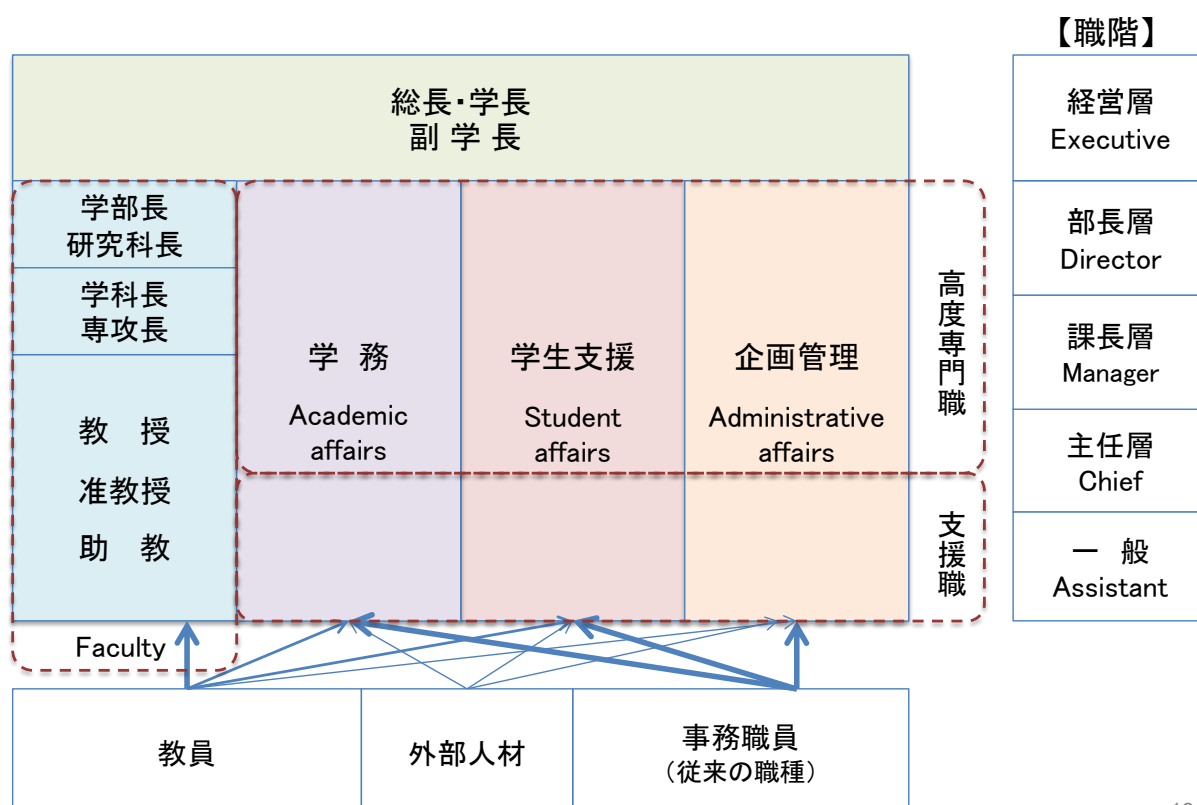 【職階】
総長・学長
副 学 長
学部長
研究科長
学科長
専攻長
教　授
准教授
助　教
Faculty
学 務
Academic
affairs
学生支援
Student
affairs
企画管理
Administrative
affairs
高度専門職
支援職
経営層
Executive
部長層
Director
課長層
Manager
主任層
Chief
一　般
Assistant
教員
外部人材
事務職員
（従来の職種）